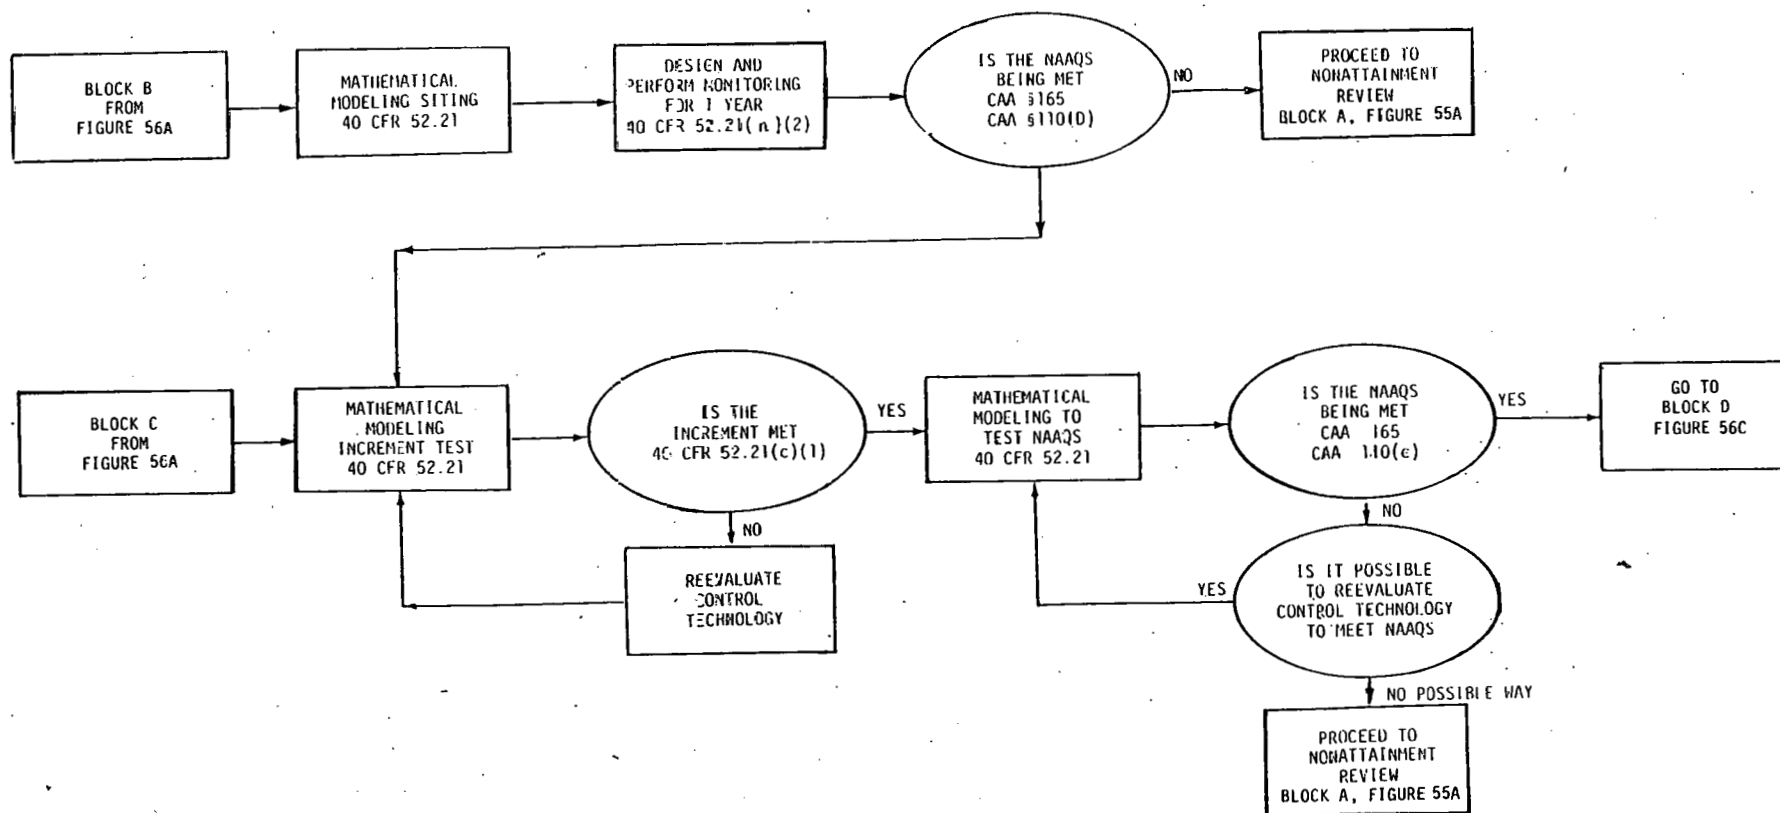 BLOCK B
FROM
FIGURE 56A
MATHEMATICAL
MODELING SITING
40 CFR 52.21
DESIGN AND
PERFORM MONITORING
FOR 1 YEAR
40 CFR 52.21(n)(2)
IS THE NAAQS
BEING MET
CAA §165
CAA §110(D)
NO
PROCEED TO
NONATTAINMENT
REVIEW
BLOCK A, FIGURE 55A
BLOCK C
FROM
FIGURE 56A
MATHEMATICAL
MODELING
INCREMENT TEST
40 CFR 52.21
IS THE
INCREMENT MET
40 CFR 52.21(c)(1)
YES
NO
REEVALUATE
CONTROL
TECHNOLOGY
MATHEMATICAL
MODELING TO
TEST NAAQS
40 CFR 52.21
IS THE NAAQS
BEING MET
CAA 165
CAA 110(e)
YES
GO TO
BLOCK D
FIGURE 56C
NO
IS IT POSSIBLE
TO REEVALUATE
CONTROL TECHNOLOGY
TO MEET NAAQS
YES
NO POSSIBLE WAY
PROCEED TO
NONATTAINMENT
REVIEW
BLOCK A, FIGURE 55A